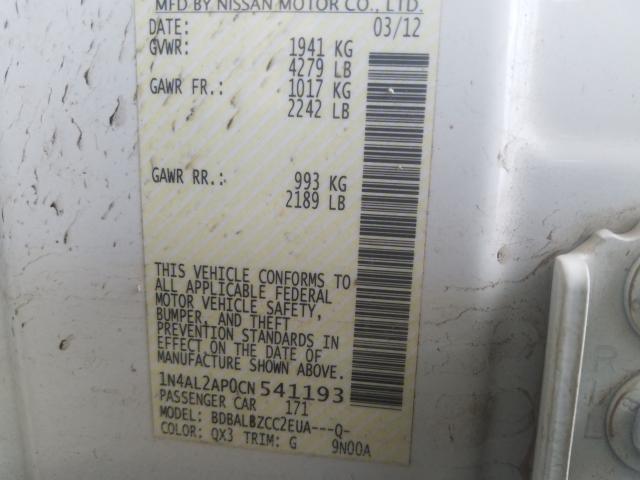 MFD BY NISSAN MOTOR CO., LTD.
DATE: 03/12
GVWR: 1941 KG
4279 LB
GAWR FR.: 1017 KG
2242 LB
GAWR RR.: 993 KG
2189 LB
THIS VEHICLE CONFORMS TO
ALL APPLICABLE FEDERAL
MOTOR VEHICLE SAFETY,
BUMPER, AND THEFT
PREVENTION STANDARDS IN
EFFECT ON THE DATE OF
MANUFACTURE SHOWN ABOVE.
1N4AL2AP0CN541193
PASSENGER CAR 171
MODEL: BDBALBZCC2EUA---Q-
COLOR: QX3 TRIM: G 9N00A